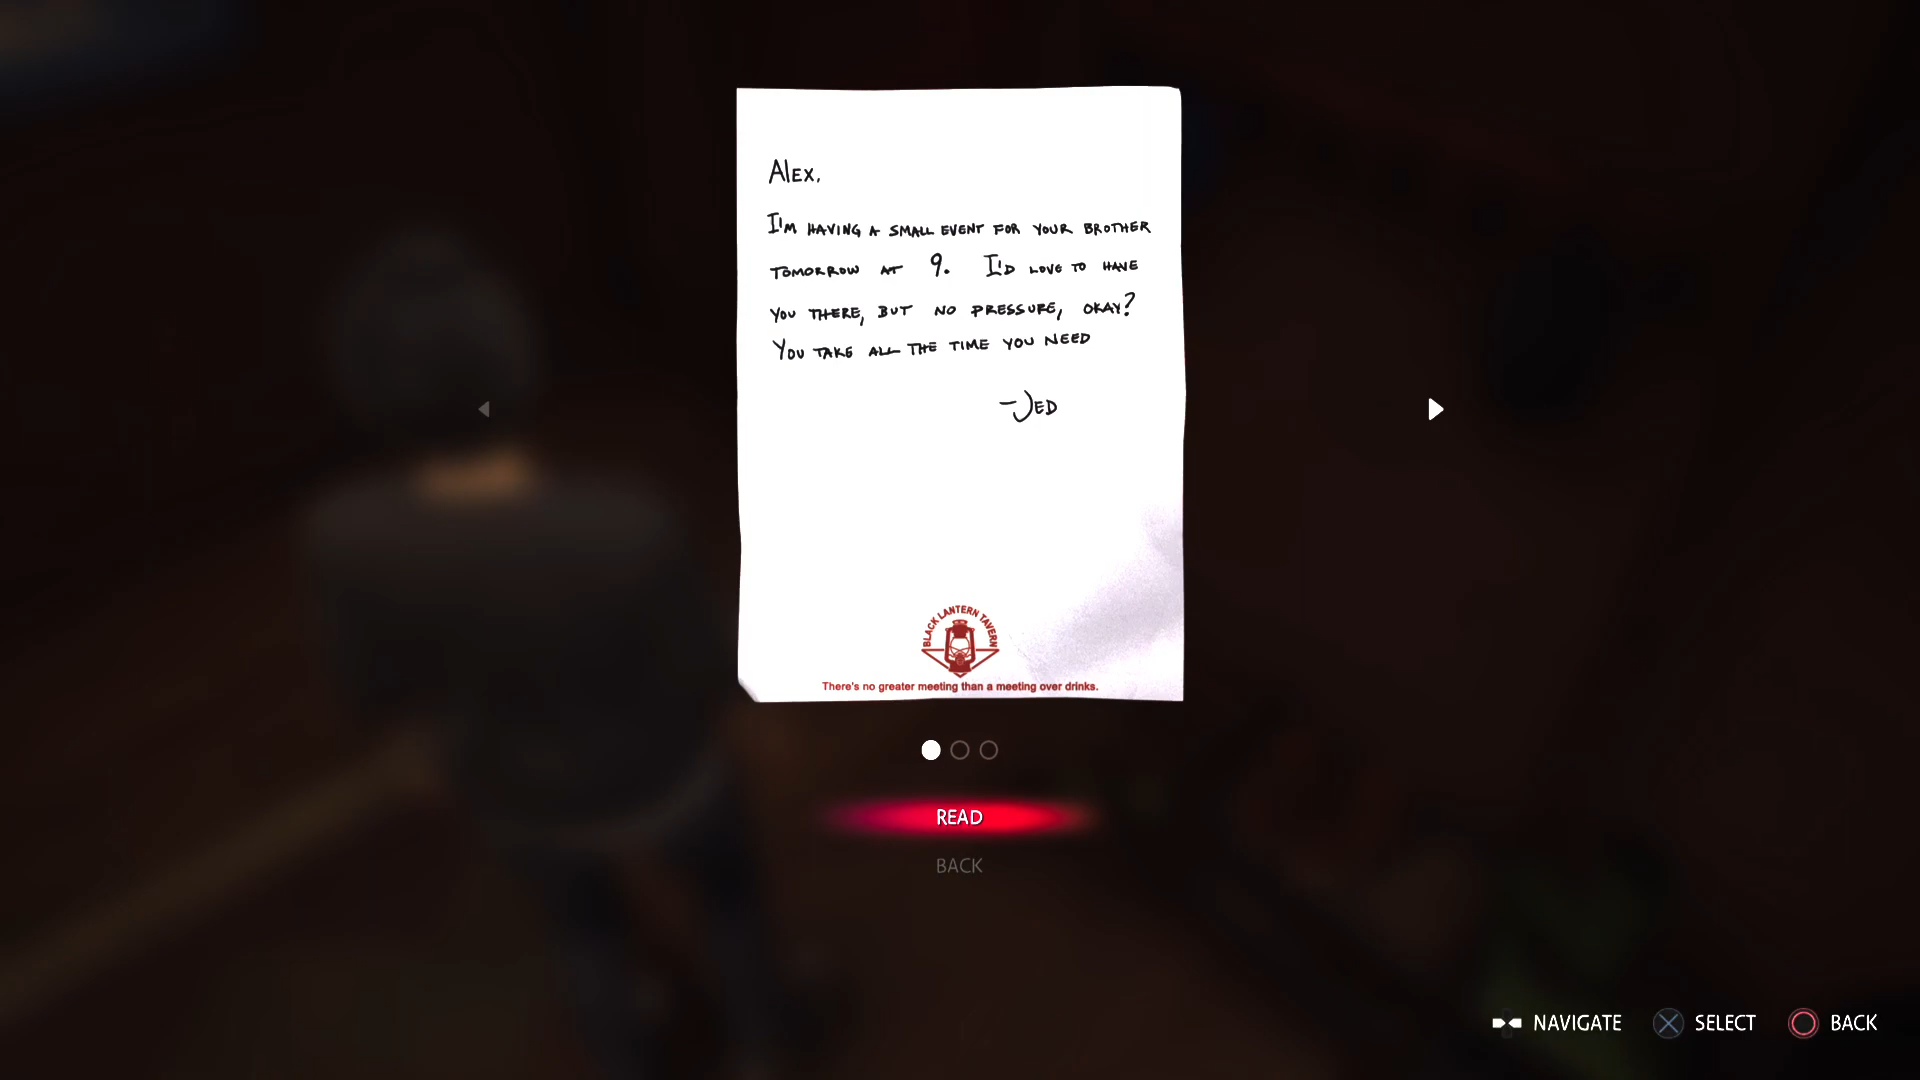 Alex,
I'm having a small event for your brother
tomorrow at 9. I'd love to have
you there, but no pressure, okay?
You take all the time you need
-Jed
BLACK LANTERN TAVERN
There's no greater meeting than a meeting over drinks.
READ
BACK
NAVIGATE SELECT BACK